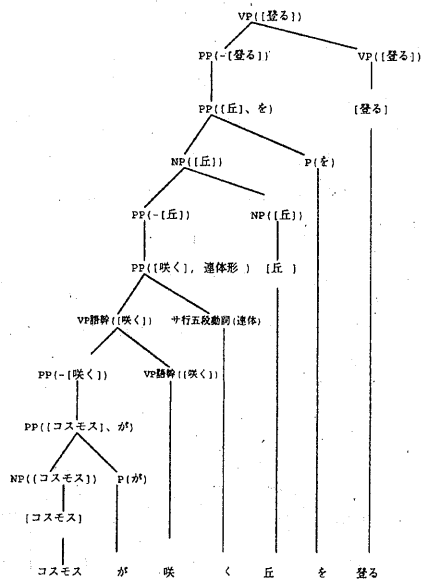 VP([登る])
PP(-[登る]) VP([登る])
PP([丘]、を) [登る]
NP([丘]) P(を)
PP(-[丘]) NP([丘])
PP([咲く], 連体形 ) [丘 ]
VP語幹([咲く]) サ行五段動詞(連体)
PP(-[咲く]) VP語幹([咲く])
PP([コスモス]、が)
NP([コスモス]) P(が)
[コスモス]
コスモス が 咲 く 丘 を 登る